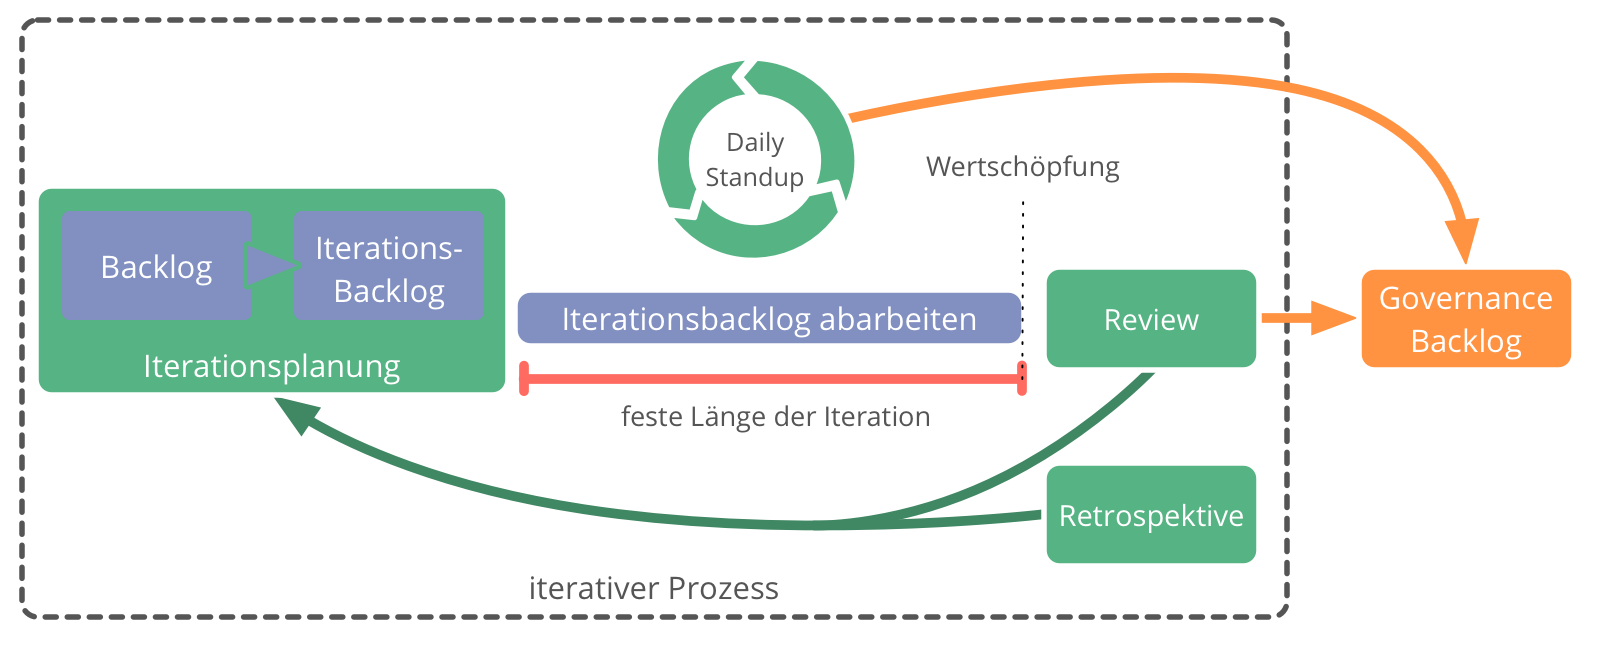 Daily
Standup
Wertschöpfung
Backlog
Iterations-
Backlog
Iterationsplanung
Iterationsbacklog abarbeiten
Review
Governance
Backlog
feste Länge der Iteration
Retrospektive
iterativer Prozess